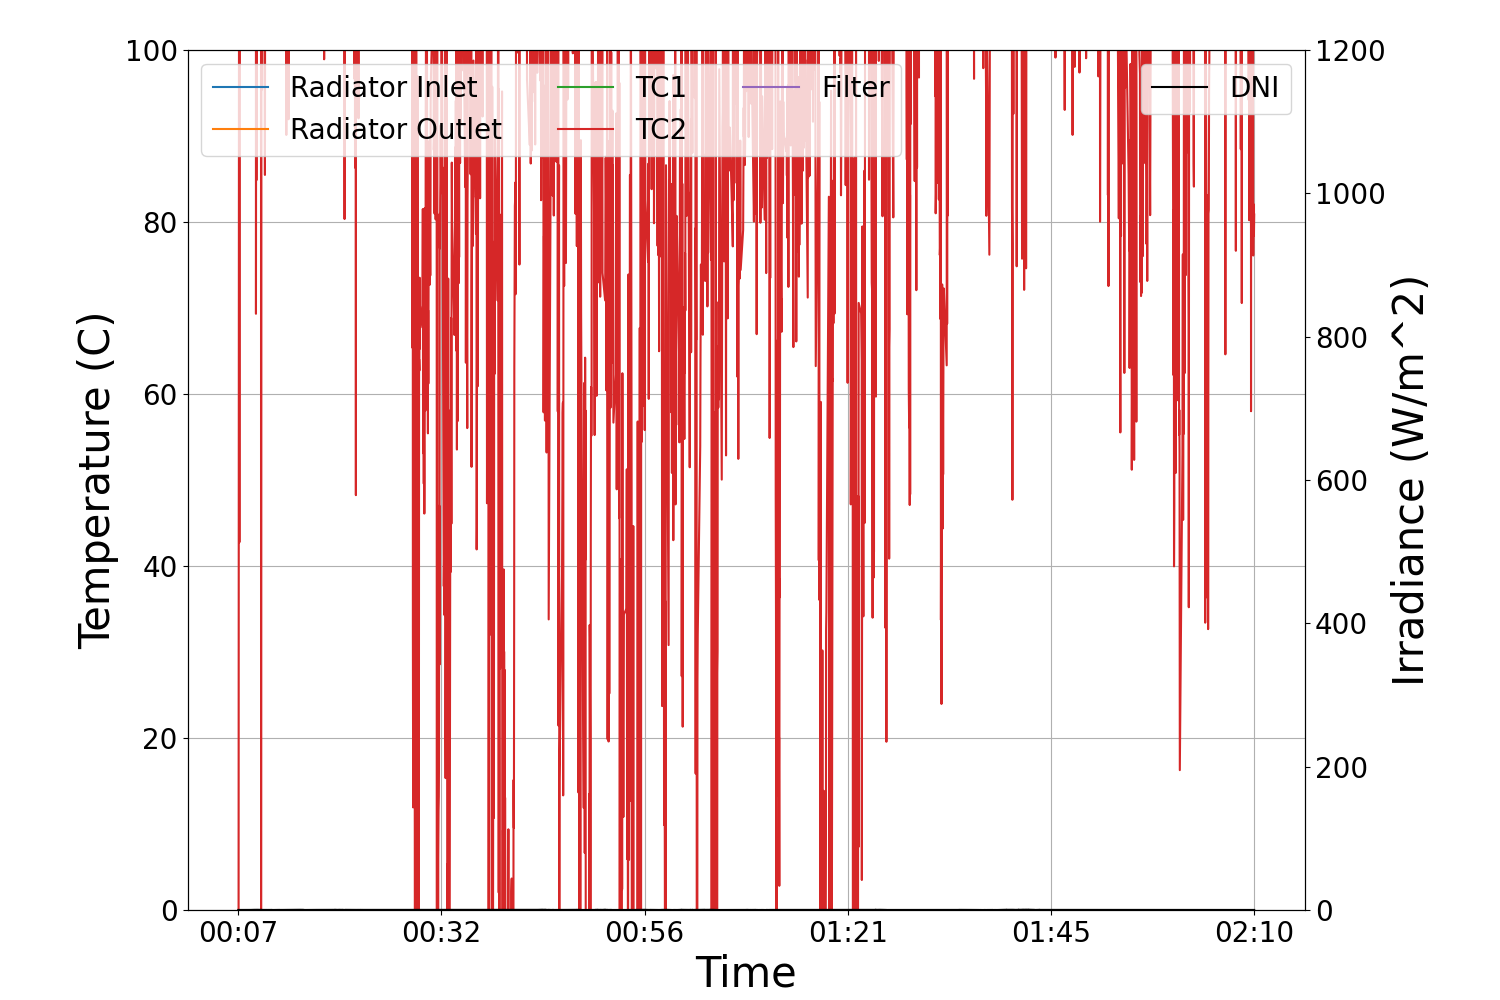 100
80
60
40
20
0
Temperature (C)
Radiator Inlet
Radiator Outlet
TC1
TC2
Filter
DNI
1200
1000
800
600
400
200
0
Irradiance (W/m^2)
00:07
00:32
00:56
01:21
01:45
02:10
Time